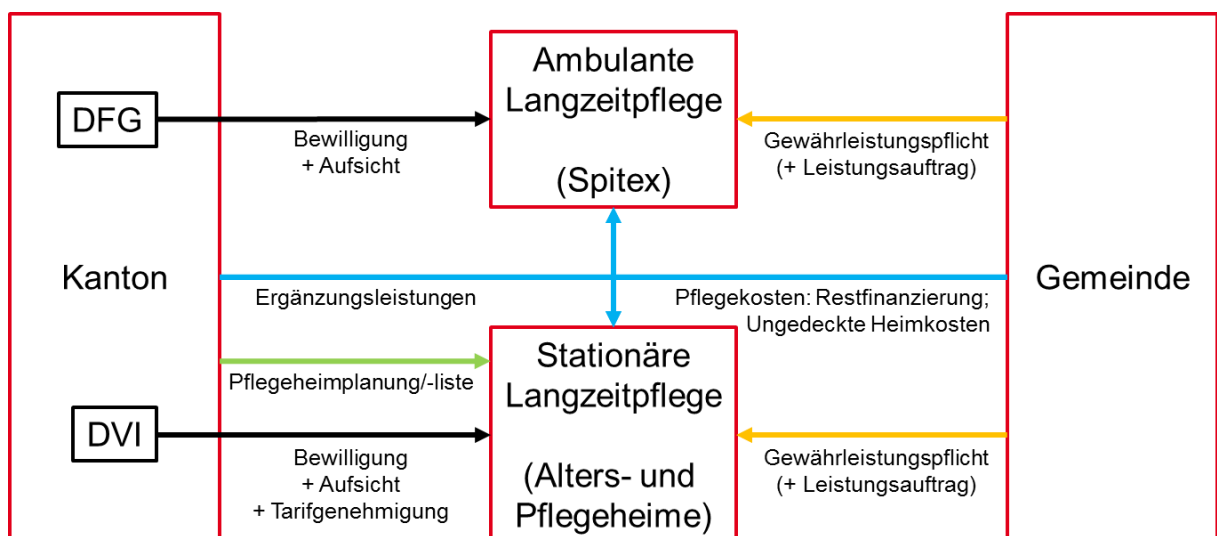 Ambulante
Langzeitpflege
(Spitex)
DFG
Bewilligung
+ Aufsicht
Gewährleistungspflicht
(+ Leistungsauftrag)
Kanton
Gemeinde
Ergänzungsleistungen
Pflegekosten: Restfinanzierung;
Ungedeckte Heimkosten
Stationäre
Langzeitpflege
(Alters- und
Pflegeheime)
Pflegeheimplanung/-liste
DVI
Bewilligung
+ Aufsicht
+ Tarifgenehmigung
Gewährleistungspflicht
(+ Leistungsauftrag)